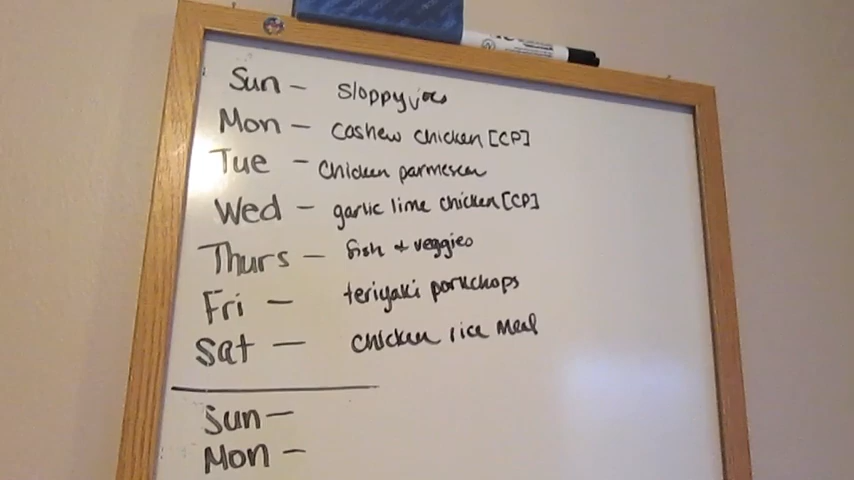 Sun - sloppy joes
Mon - cashew chicken [CP]
Tue - Chicken parmesan
Wed - garlic lime chicken [CP]
Thurs - fish + veggies
Fri - teriyaki porkchops
Sat - chicken rice meal
Sun -
Mon -